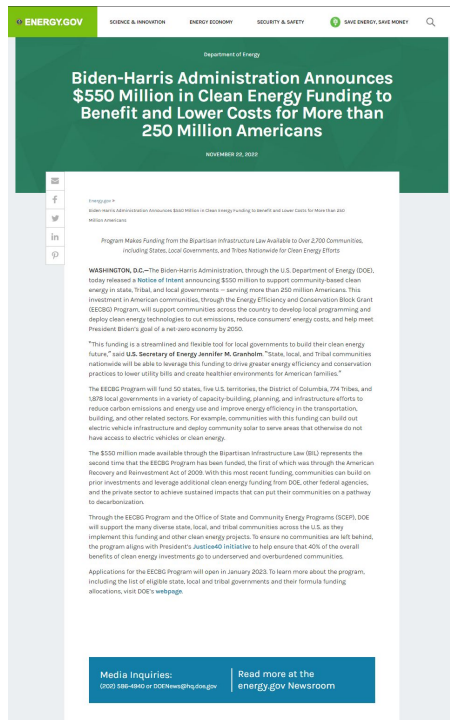 ENERGY.GOV
SCIENCE & INNOVATION ENERGY ECONOMY SECURITY & SAFETY SAVE ENERGY, SAVE MONEY
Department of Energy
Biden-Harris Administration Announces
$550 Million in Clean Energy Funding to
Benefit and Lower Costs for More than
250 Million Americans
NOVEMBER 22, 2022
Energy.gov »
Biden-Harris Administration Announces $550 Million in Clean Energy Funding to Benefit and Lower Costs for More than 250
Million Americans
Program Makes Funding from the Bipartisan Infrastructure Law Available to Over 2,700 Communities,
including States, Local Governments, and Tribes Nationwide for Clean Energy Efforts
WASHINGTON, D.C.—The Biden-Harris Administration, through the U.S. Department of Energy (DOE),
today released a Notice of Intent announcing $550 million to support community-based clean
energy in state, Tribal, and local governments — serving more than 250 million Americans. This
investment in American communities, through the Energy Efficiency and Conservation Block Grant
(EECBG) Program, will support communities across the country to develop local programming and
deploy clean energy technologies to cut emissions, reduce consumers' energy costs, and help meet
President Biden's goal of a net-zero economy by 2050.
"This funding is a streamlined and flexible tool for local governments to build their clean energy
future," said U.S. Secretary of Energy Jennifer M. Granholm. "State, local, and Tribal communities
nationwide will be able to leverage this funding to drive greater energy efficiency and conservation
practices to lower utility bills and create healthier environments for American families."
The EECBG Program will fund 50 states, five U.S. territories, the District of Columbia, 774 Tribes, and
1,878 local governments in a variety of capacity-building, planning, and infrastructure efforts to
reduce carbon emissions and energy use and improve energy efficiency in the transportation,
building, and other related sectors. For example, communities with this funding can build out
electric vehicle infrastructure and deploy community solar to serve areas that otherwise do not
have access to electric vehicles or clean energy.
The $550 million made available through the Bipartisan Infrastructure Law (BIL) represents the
second time that the EECBG Program has been funded, the first of which was through the American
Recovery and Reinvestment Act of 2009. With this most recent funding, communities can build on
prior investments and leverage additional clean energy funding from DOE, other federal agencies,
and the private sector to achieve sustained impacts that can put their communities on a pathway
to decarbonization.
Through the EECBG Program and the Office of State and Community Energy Programs (SCEP), DOE
will support the many diverse state, local, and tribal communities across the U.S. as they
implement this funding and other clean energy projects. To ensure no communities are left behind,
the program aligns with President's Justice40 initiative to help ensure that 40% of the overall
benefits of clean energy investments go to underserved and overburdened communities.
Applications for the EECBG Program will open in January 2023. To learn more about the program,
including the list of eligible state, local and tribal governments and their formula funding
allocations, visit DOE's webpage.
Media Inquiries:
(202) 586-4940 or DOENews@hq.doe.gov
Read more at the
energy.gov Newsroom